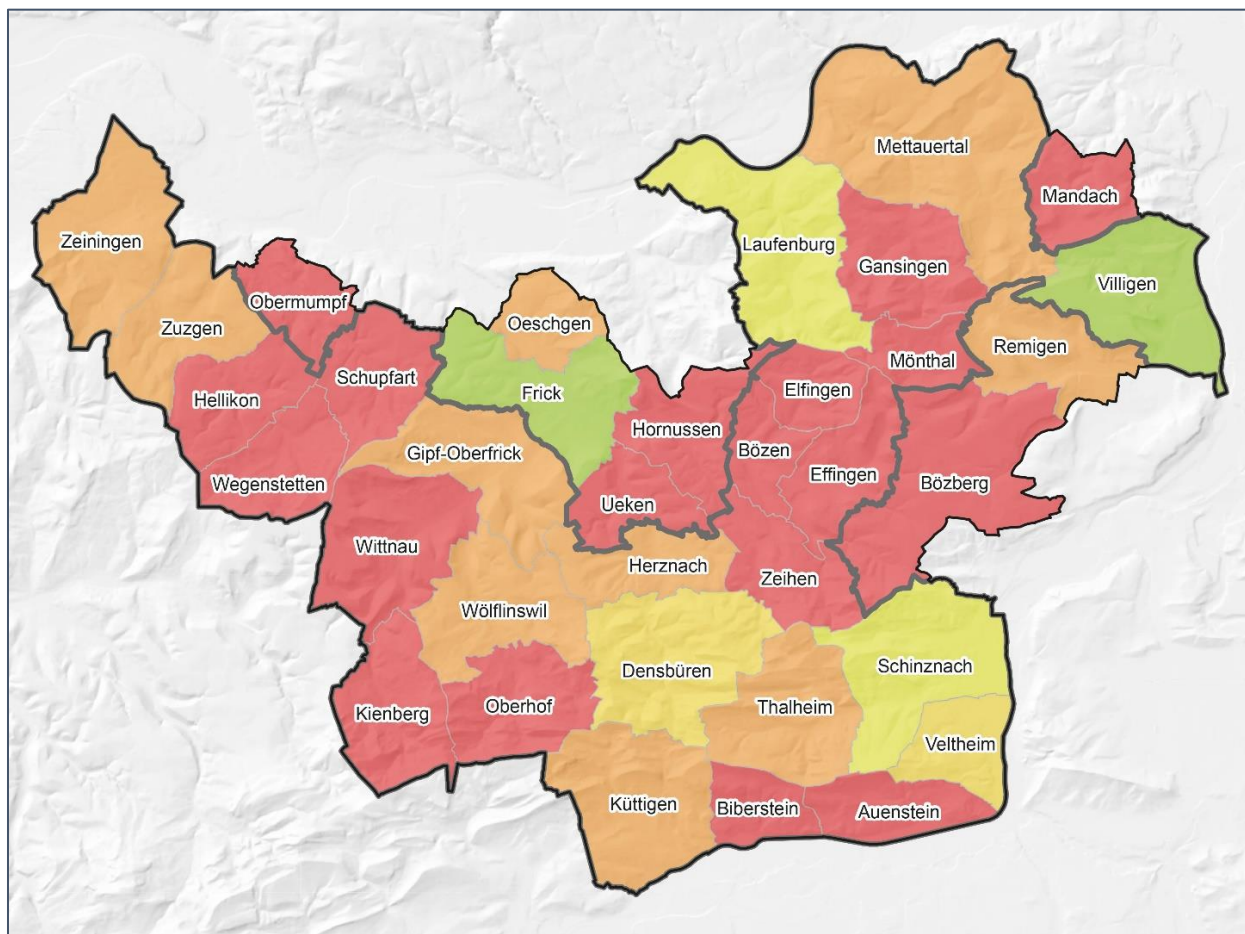 Mettauertal
Mandach
Zeiningen
Laufenburg
Gansingen
Villigen
Obermumpf
Zuzgen
Oeschgen
Remigen
Mönthal
Schupfart
Hellikon
Frick
Elfingen
Hornussen
Bözen
Gipf-Oberfrick
Effingen
Wegenstetten
Bözberg
Ueken
Wittnau
Herznach
Zeihen
Wölflinswil
Densbüren
Schinznach
Kienberg
Oberhof
Thalheim
Veltheim
Küttigen
Biberstein
Auenstein